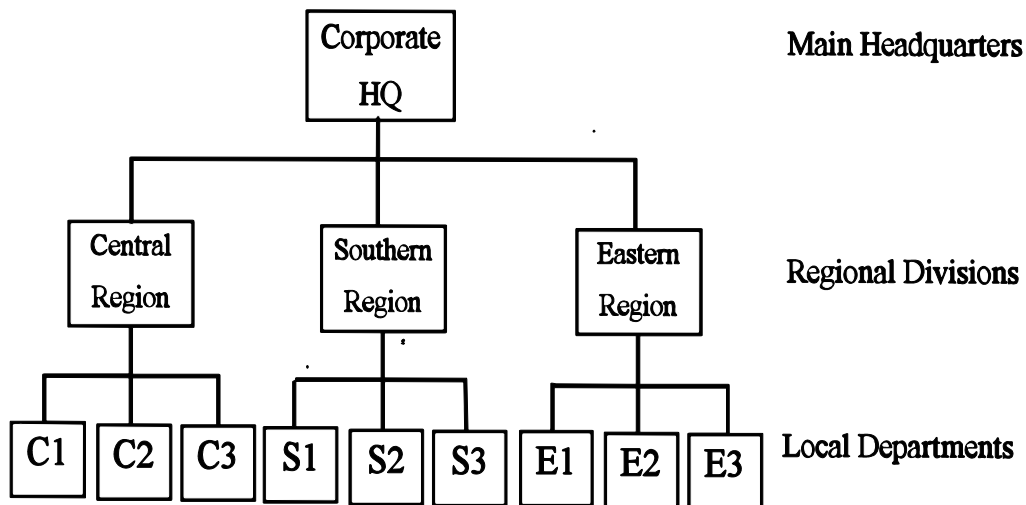 Corporate
HQ
Main Headquarters
Central
Region
Southern
Region
Eastern
Region
Regional Divisions
C1
C2
C3
S1
S2
S3
E1
E2
E3
Local Departments